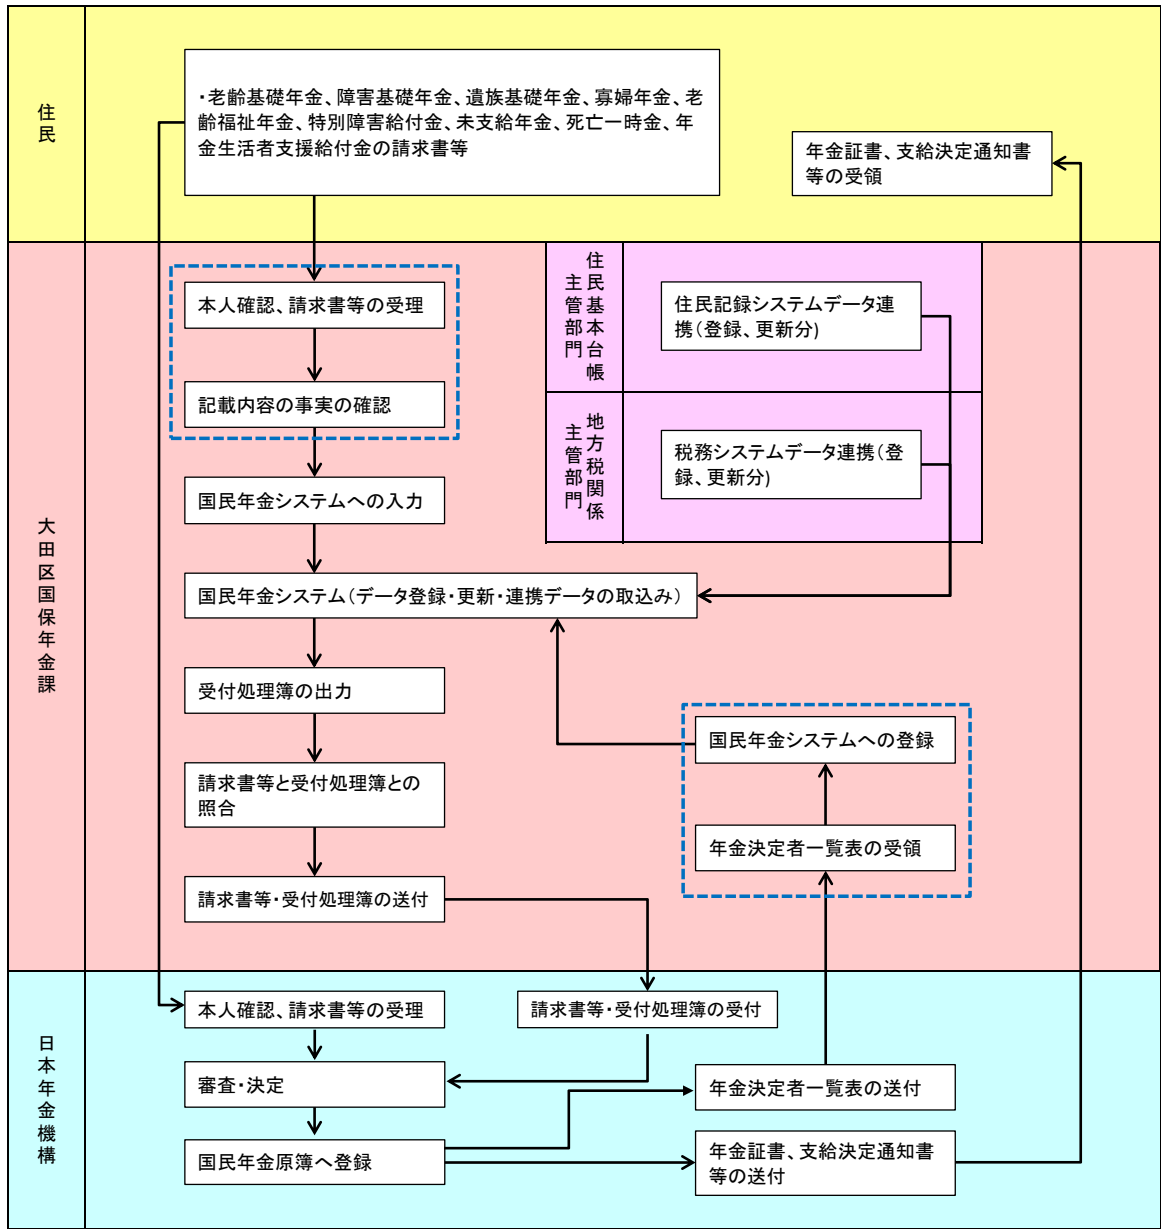 住民
・老齢基礎年金、障害基礎年金、遺族基礎年金、寡婦年金、老
齢福祉年金、特別障害給付金、未支給年金、死亡一時金、年
金生活者支援給付金の請求書等
年金証書、支給決定通知書
等の受領
大田区国保年金課
本人確認、請求書等の受理
記載内容の事実の確認
国民年金システムへの入力
住民基本台帳
主管部門
住民記録システムデータ連
携（登録、更新分)
地方税関係
主管部門
税務システムデータ連携（登
録、更新分)
国民年金システム（データ登録・更新・連携データの取込み）
受付処理簿の出力
請求書等と受付処理簿との
照合
請求書等・受付処理簿の送付
国民年金システムへの登録
年金決定者一覧表の受領
日本年金機構
本人確認、請求書等の受理
請求書等・受付処理簿の受付
審査・決定
年金決定者一覧表の送付
国民年金原簿へ登録
年金証書、支給決定通知書
等の送付